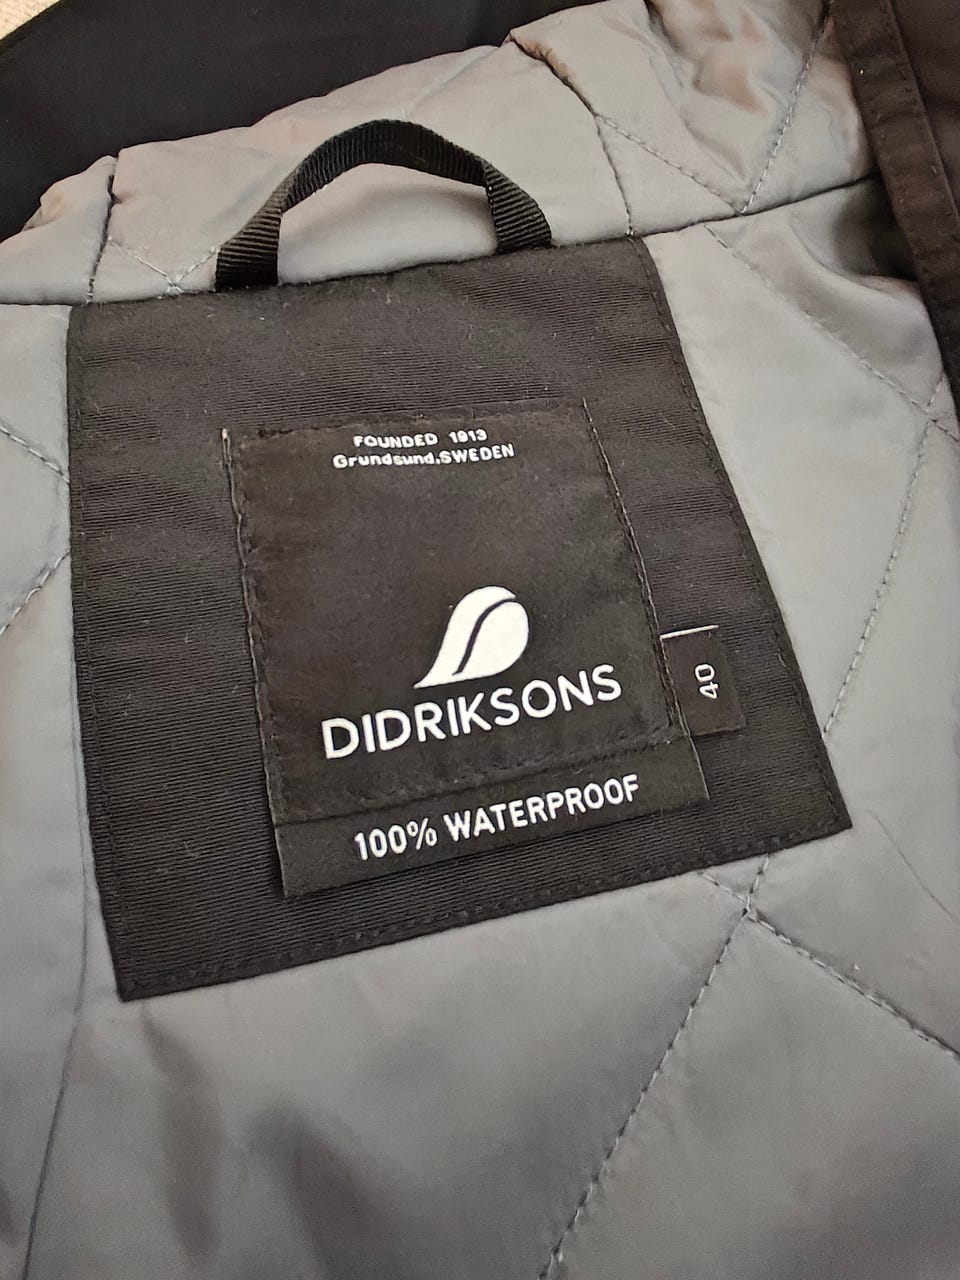 FOUNDED 1913
Grundsund,SWEDEN
DIDRIKSONS
40
100% WATERPROOF